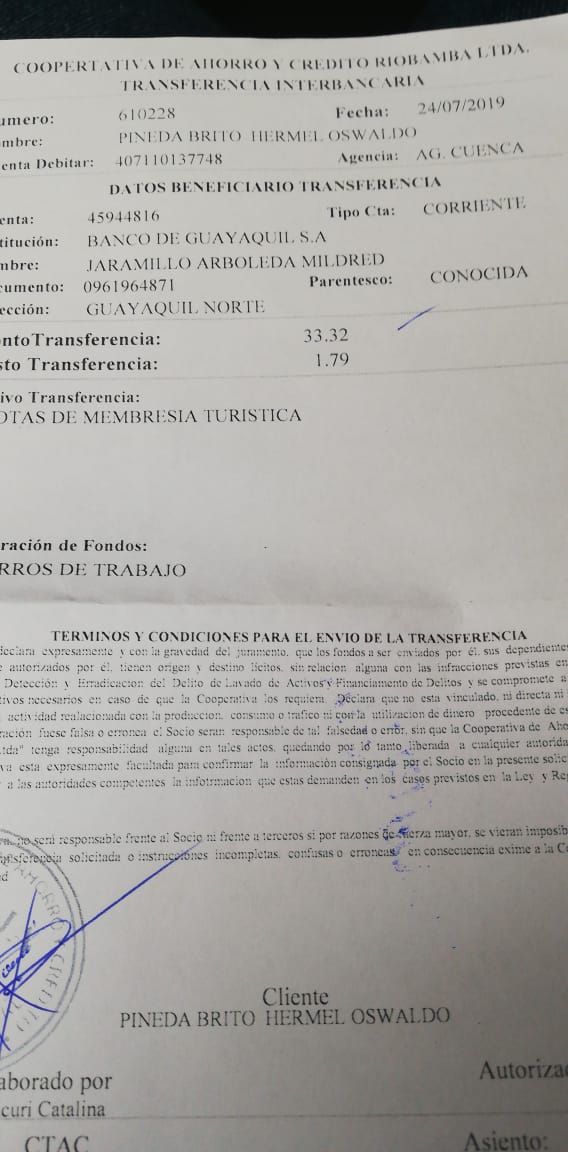 COOPERTATIVA DE AHORRO Y CREDITO RIOBAMBA LTDA.
TRANSFERENCIA INTERBANCARIA
umero: 610228 Fecha: 24/07/2019
mbre: PINEDA BRITO HERMEL OSWALDO
enta Debitar: 407110137748 Agencia: AG. CUENCA
DATOS BENEFICIARIO TRANSFERENCIA
enta: 45944816 Tipo Cta: CORRIENTE
titución: BANCO DE GUAYAQUIL S.A
mbre: JARAMILLO ARBOLEDA MILDRED
cumento: 0961964871 Parentesco: CONOCIDA
ección: GUAYAQUIL NORTE
ontoTransferencia: 33.32
sto Transferencia: 1.79
ivo Transferencia:
OTAS DE MEMBRESIA TURISTICA
ración de Fondos:
RROS DE TRABAJO
TERMINOS Y CONDICIONES PARA EL ENVIO DE LA TRANSFERENCIA
declara expresamente y con la gravedad del juramento, que los fondos a ser enviados por él, sus dependientes
e autorizados por él, tienen origen y destino lícitos, sin relacion alguna con las infracciones previstas en
Detección y Erradicacion del Delito de Lavado de Activos y Financiamiento de Delitos y se compromete a
tivos necesarios en caso de que la Cooperativa los requiera. Declara que no esta vinculado, ni directa ni
actividad realacionada con la produccion, consumo o trafico ni con la utilizacion de dinero procedente de es
ración fuese falsa o erronea el Socio seran responsable de tal falsedad o error, sin que la Cooperativa de Aho
tda" tenga responsabilidad alguna en tales actos, quedando por lo tanto liberada a cualquier autorida
va esta expresamente facultada para confirmar la información consignada por el Socio en la presente solic
a las autoridades competentes la infotrmacion que estas demanden en los casos previstos en la Ley y Reg
no será responsable frente al Socio ni frente a terceros si por razones de fuerza mayor, se vieran imposib
ansferencia solicitada o instrucciones incompletas, confusas o erroneas, en consecuencia exime a la Co
d
AHORRO Y CREDITO
Cliente
PINEDA BRITO HERMEL OSWALDO
aborado por Autoriza
curi Catalina
CTAC Asiento: